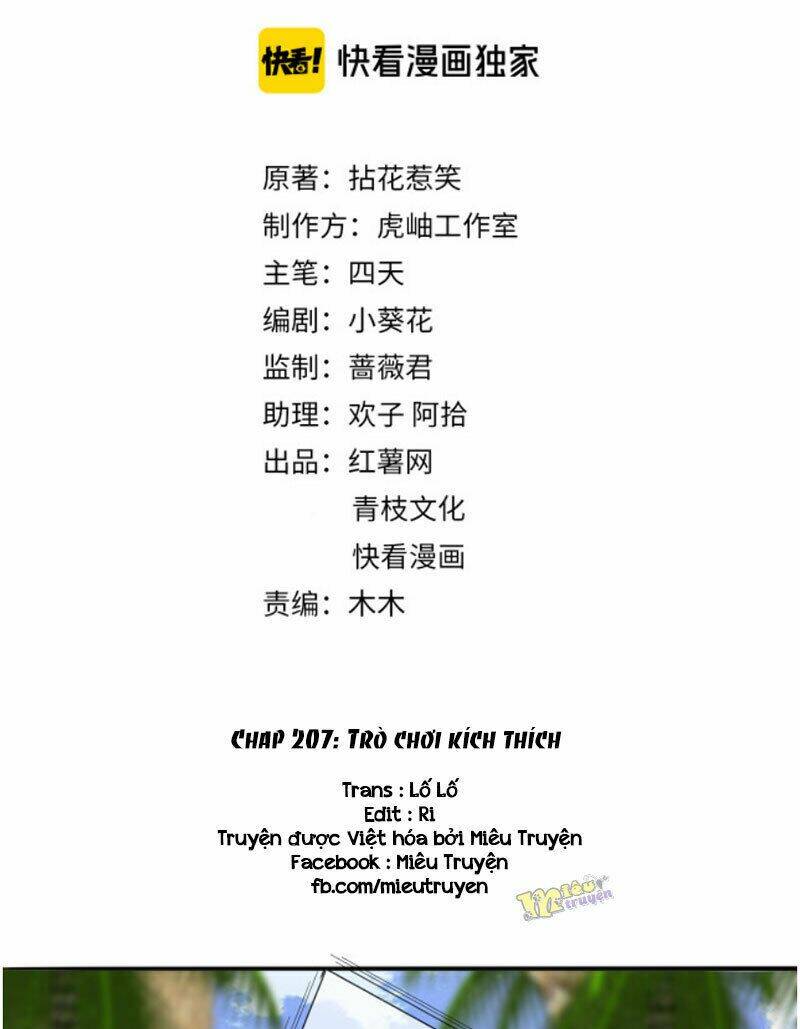 快看! 快看漫画独家
原著：拈花惹笑
制作方：虎岫工作室
主笔：四天
编剧：小葵花
监制：蔷薇君
助理：欢子 阿拾
出品：红薯网
青枝文化
快看漫画
责编：木木
Chap 207: Trò chơi kích thích
Trans : Lố Lố
Edit : Ri
Truyện được Việt hóa bởi Miêu Truyện
Facebook : Miêu Truyện
fb.com/mieutruyen
Miêu truyện